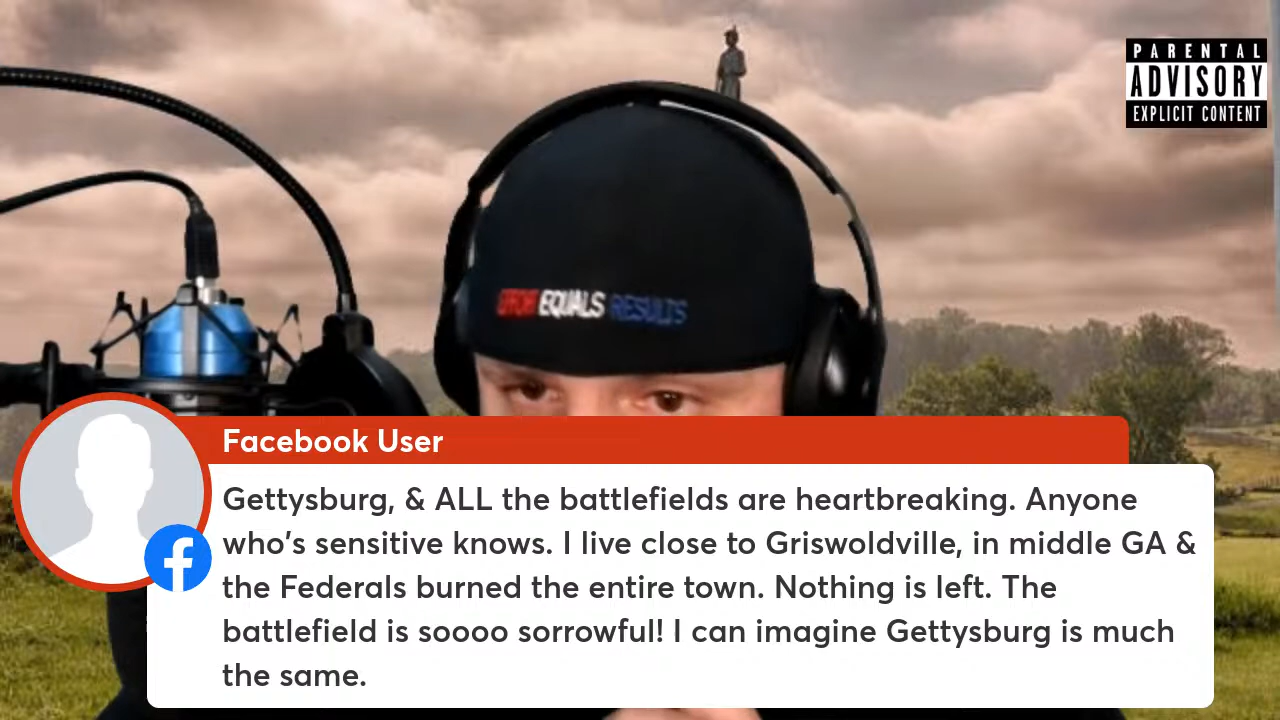 PARENTAL
ADVISORY
EXPLICIT CONTENT
EFFORT EQUALS RESULTS
Facebook User
Gettysburg, & ALL the battlefields are heartbreaking. Anyone
who's sensitive knows. I live close to Griswoldville, in middle GA &
the Federals burned the entire town. Nothing is left. The
battlefield is soooo sorrowful! I can imagine Gettysburg is much
the same.